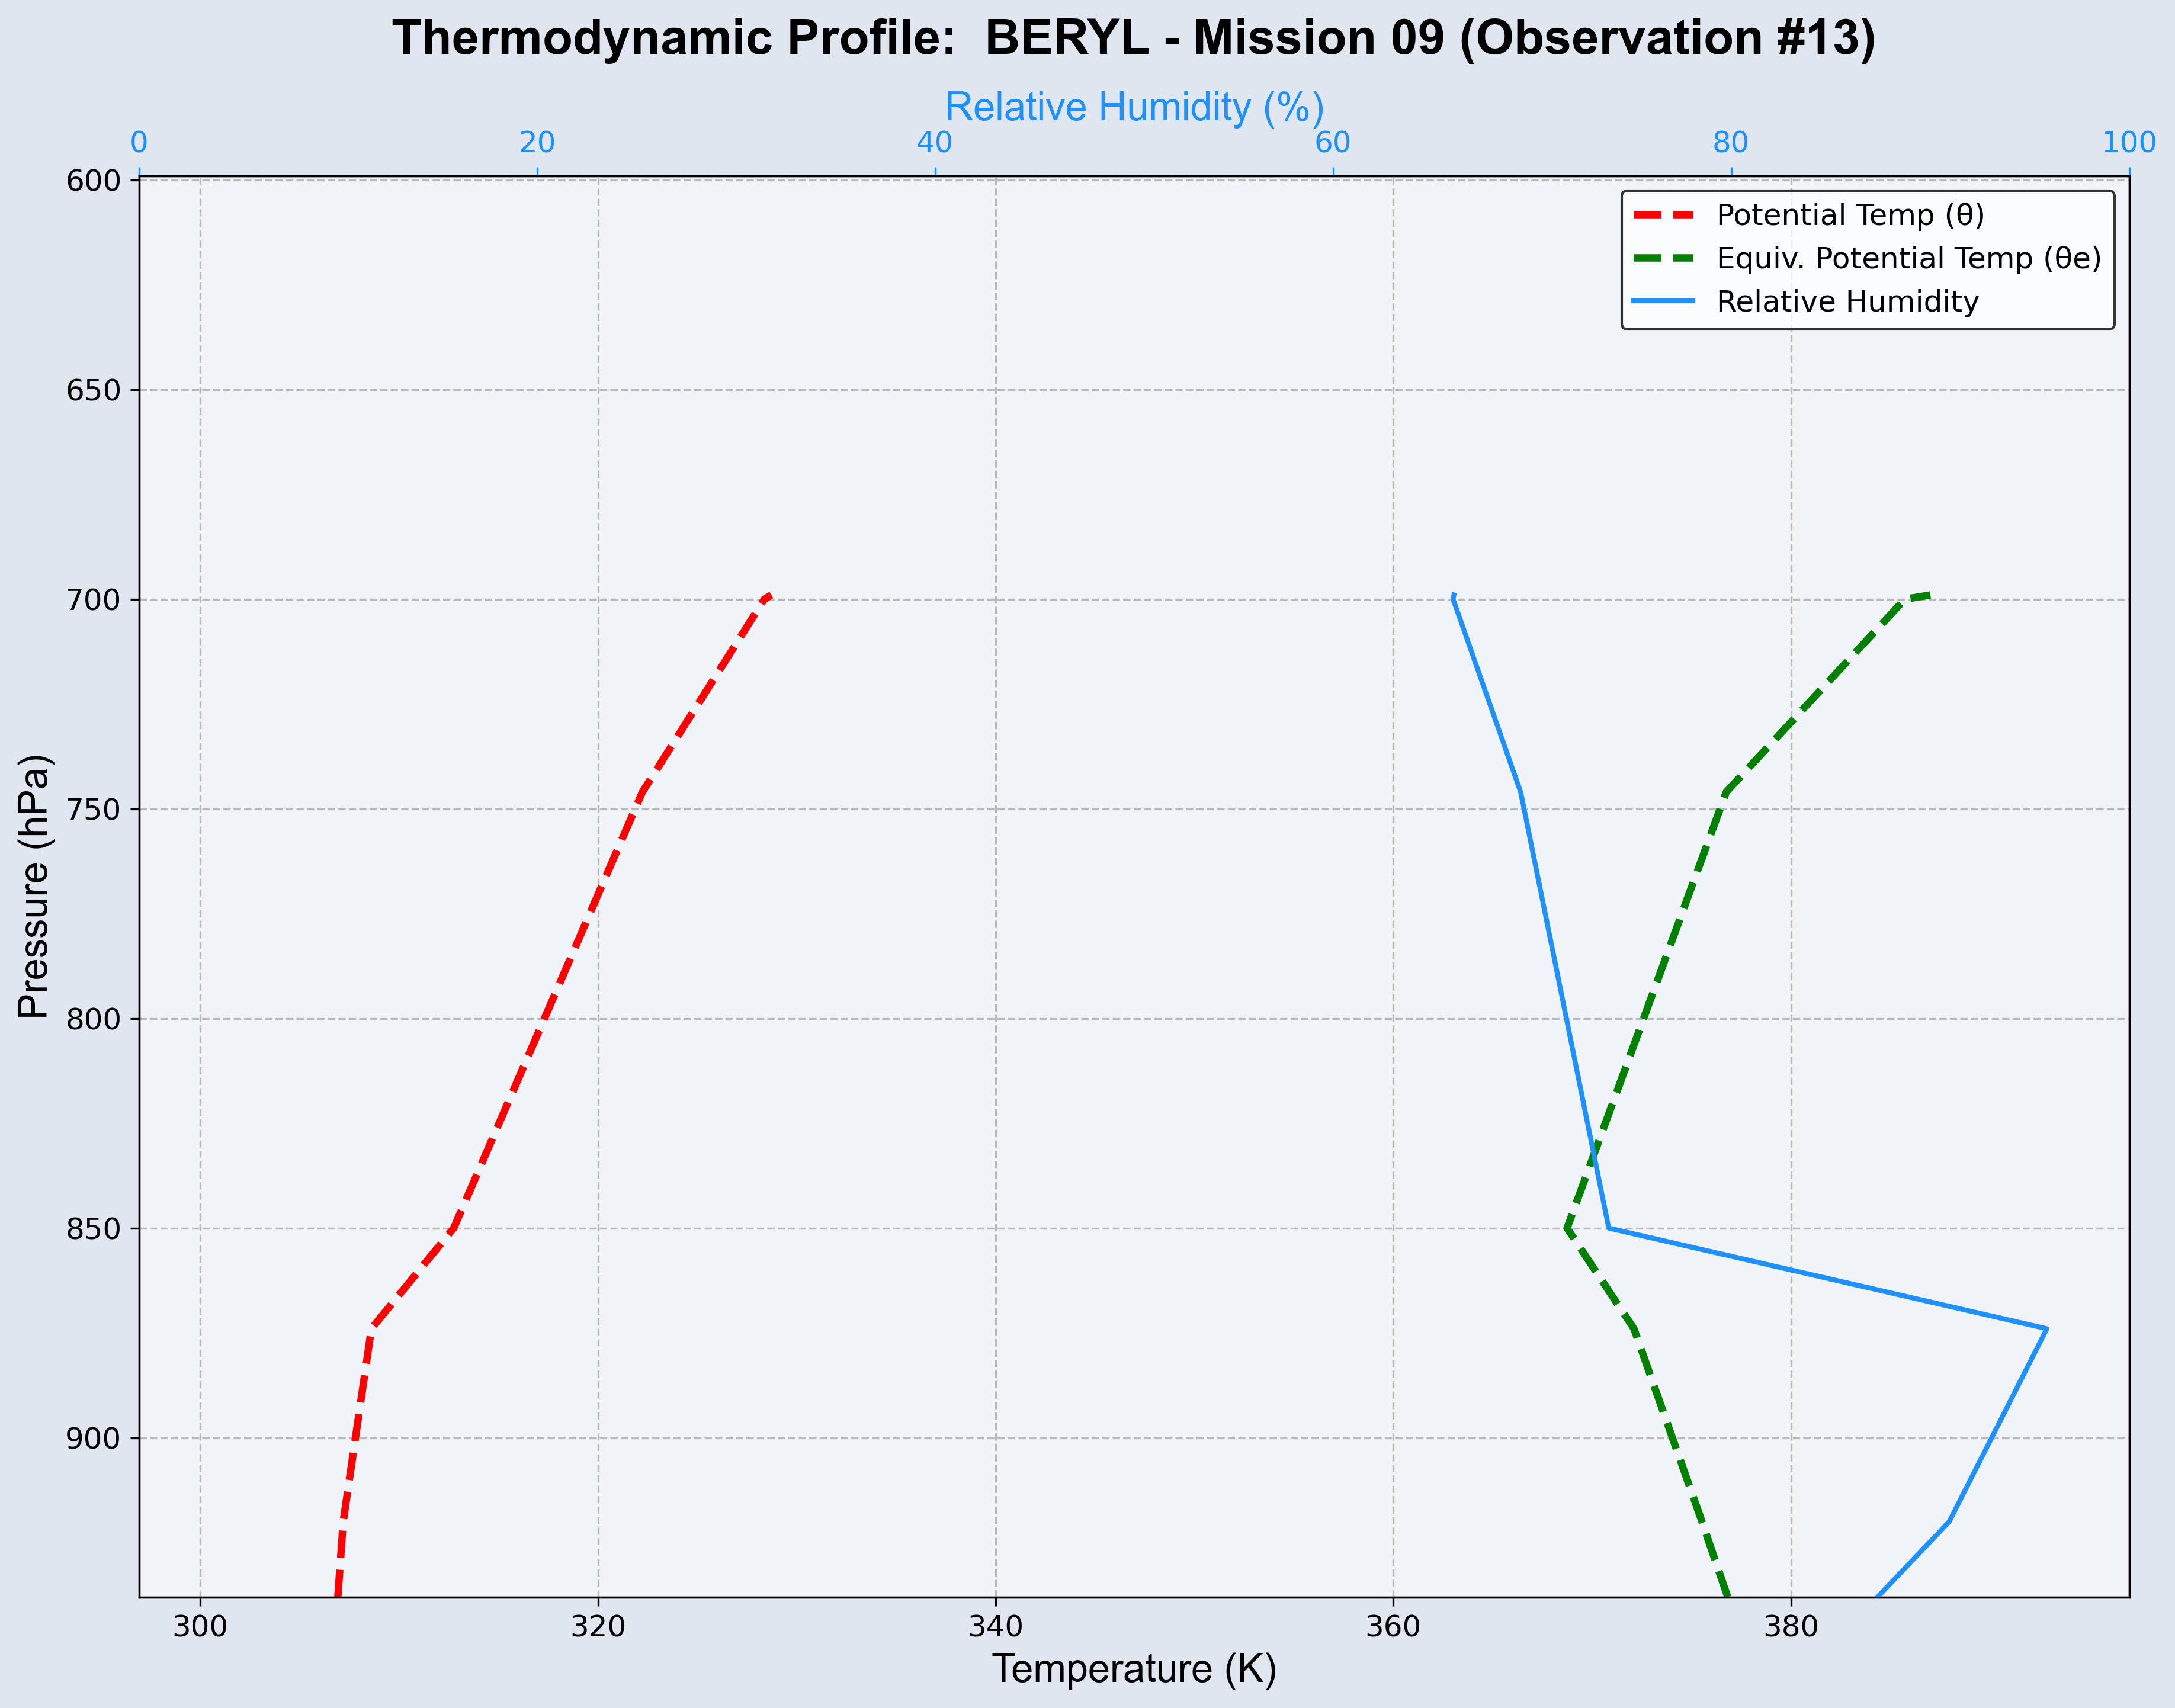 Thermodynamic Profile:  BERYL - Mission 09 (Observation #13)
Relative Humidity (%)
0 20 40 60 80 100
Potential Temp (θ)
Equiv. Potential Temp (θe)
Relative Humidity
600
650
700
750
800
850
900
Pressure (hPa)
300 320 340 360 380
Temperature (K)